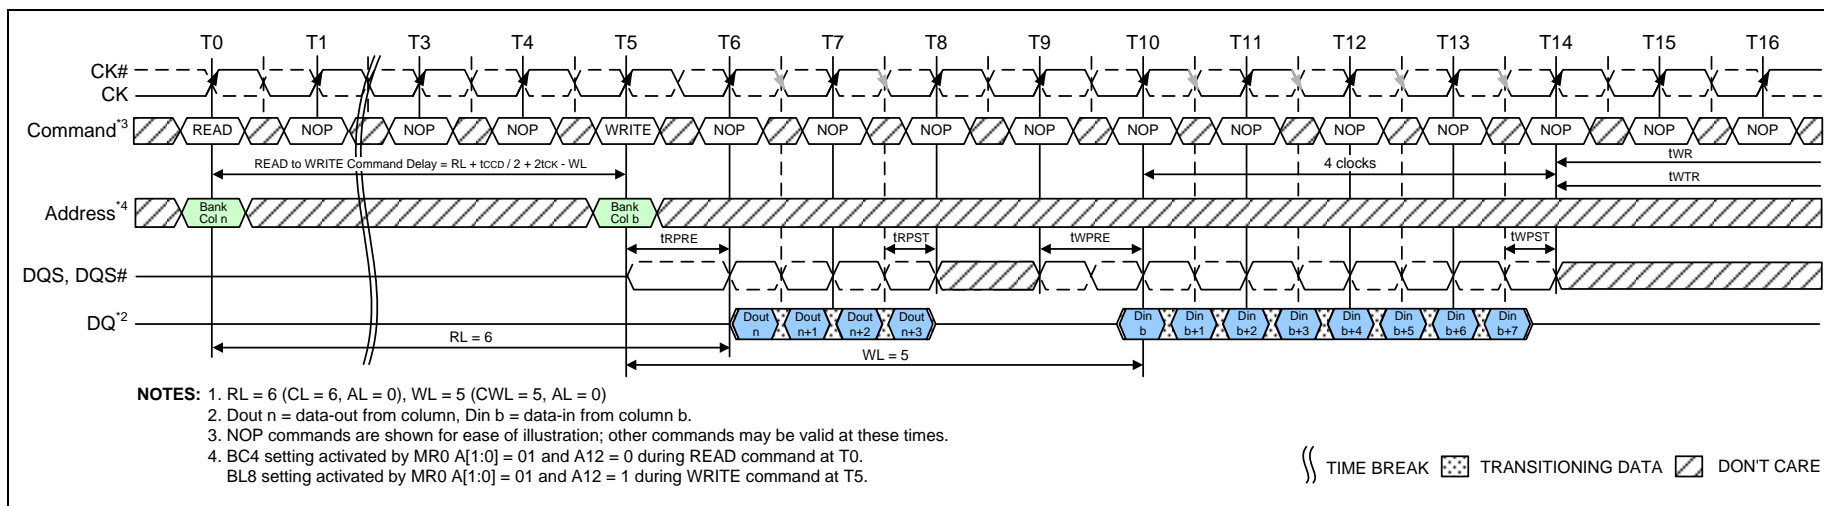 T0 T1 T3 T4 T5 T6 T7 T8 T9 T10 T11 T12 T13 T14 T15 T16
CK#
CK
Command*3 READ NOP NOP NOP WRITE NOP NOP NOP NOP NOP NOP NOP NOP NOP NOP NOP
READ to WRITE Command Delay = RL + tCCD / 2 + 2tCK - WL 4 clocks tWR
tWTR
Address*4 Bank Col n Bank Col b
tRPRE tRPST tWPRE tWPST
DQS, DQS#
DQ*2 Dout n Dout n+1 Dout n+2 Dout n+3 Din b Din b+1 Din b+2 Din b+3 Din b+4 Din b+5 Din b+6 Din b+7
RL = 6
WL = 5
NOTES: 1. RL = 6 (CL = 6, AL = 0), WL = 5 (CWL = 5, AL = 0)
2. Dout n = data-out from column, Din b = data-in from column b.
3. NOP commands are shown for ease of illustration; other commands may be valid at these times.
4. BC4 setting activated by MR0 A[1:0] = 01 and A12 = 0 during READ command at T0.
BL8 setting activated by MR0 A[1:0] = 01 and A12 = 1 during WRITE command at T5.
TIME BREAK TRANSITIONING DATA DON'T CARE